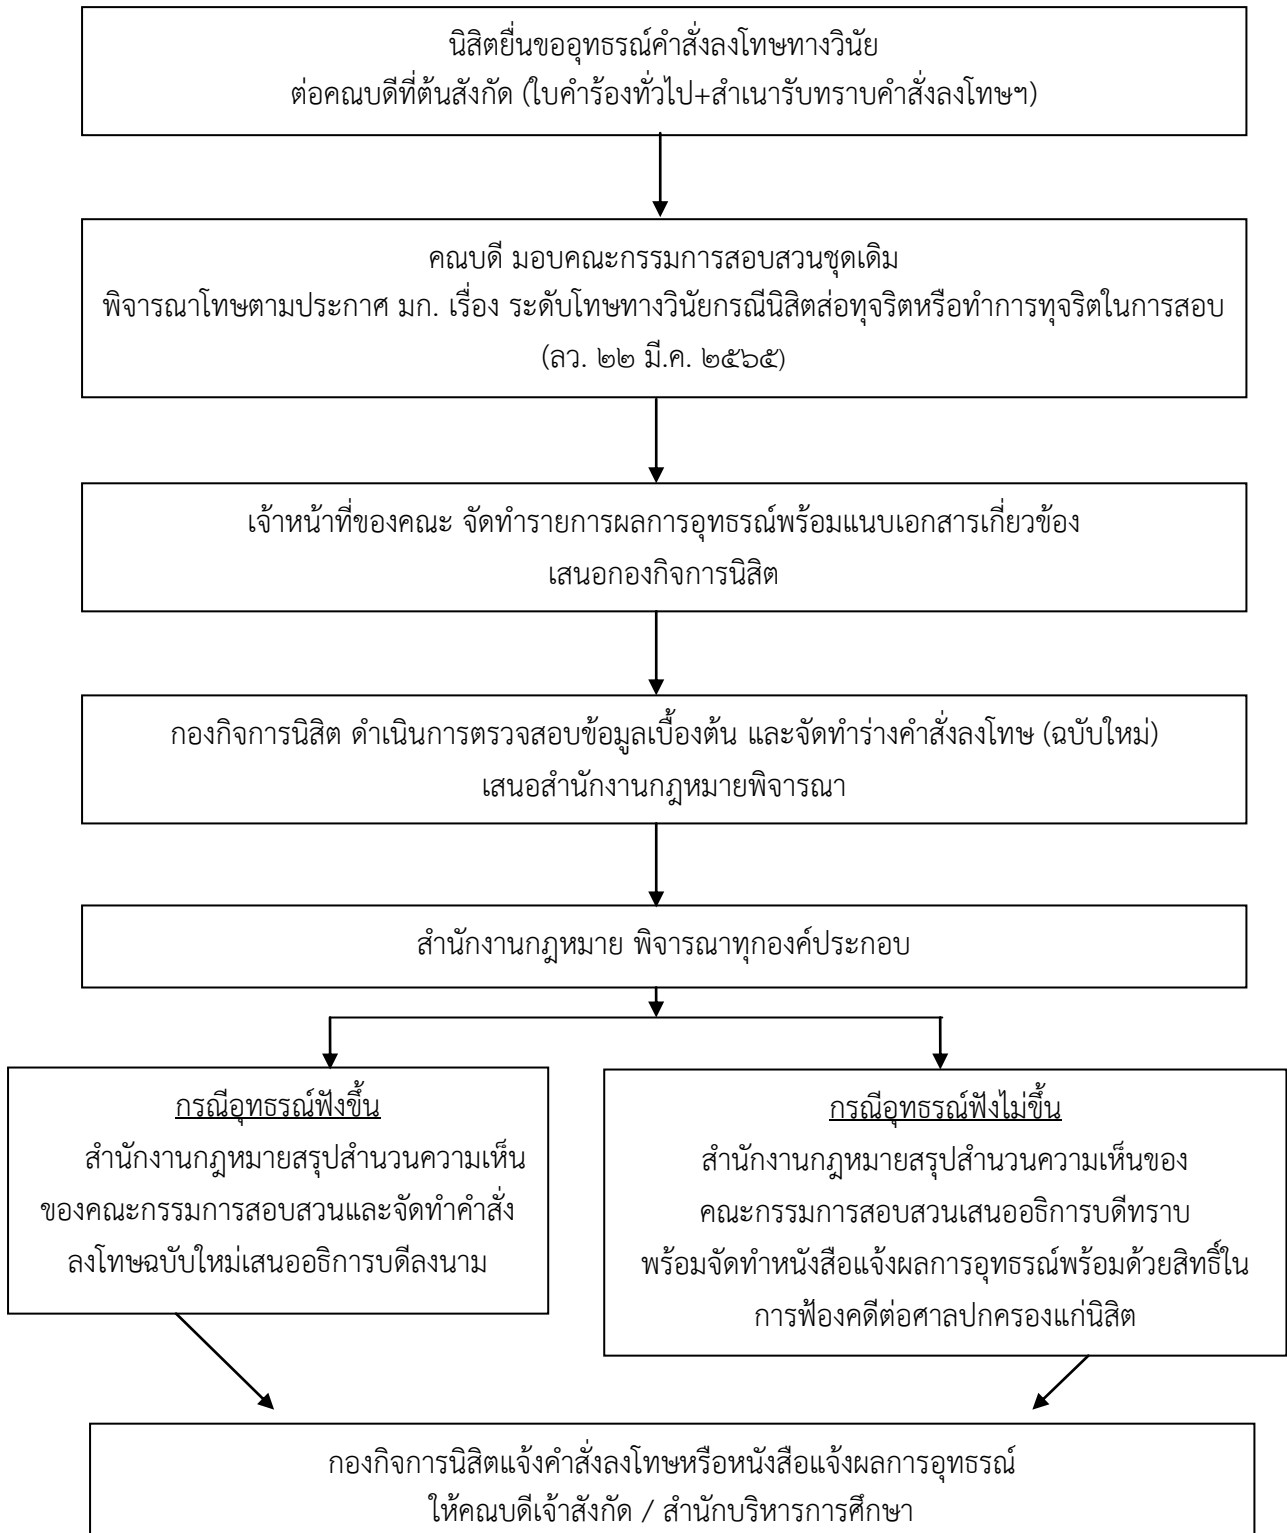 นิสิตยื่นขออุทธรณ์คำสั่งลงโทษทางวินัย
ต่อคณบดีที่ต้นสังกัด (ใบคำร้องทั่วไป+สำเนารับทราบคำสั่งลงโทษฯ)
คณบดี มอบคณะกรรมการสอบสวนชุดเดิม
พิจารณาโทษตามประกาศ มก. เรื่อง ระดับโทษทางวินัยกรณีนิสิตส่อทุจริตหรือทำการทุจริตในการสอบ
(ลว. ๒๒ มี.ค. ๒๕๖๕)
เจ้าหน้าที่ของคณะ จัดทำรายการผลการอุทธรณ์พร้อมแนบเอกสารเกี่ยวข้อง
เสนอกองกิจการนิสิต
กองกิจการนิสิต ดำเนินการตรวจสอบข้อมูลเบื้องต้น และจัดทำร่างคำสั่งลงโทษ (ฉบับใหม่)
เสนอสำนักงานกฎหมายพิจารณา
สำนักงานกฎหมาย พิจารณาทุกองค์ประกอบ
กรณีอุทธรณ์ฟังขึ้น
สำนักงานกฎหมายสรุปสำนวนความเห็น
ของคณะกรรมการสอบสวนและจัดทำคำสั่ง
ลงโทษฉบับใหม่เสนออธิการบดีลงนาม
กรณีอุทธรณ์ฟังไม่ขึ้น
สำนักงานกฎหมายสรุปสำนวนความเห็นของ
คณะกรรมการสอบสวนเสนออธิการบดีทราบ
พร้อมจัดทำหนังสือแจ้งผลการอุทธรณ์พร้อมด้วยสิทธิ์ใน
การฟ้องคดีต่อศาลปกครองแก่นิสิต
กองกิจการนิสิตแจ้งคำสั่งลงโทษหรือหนังสือแจ้งผลการอุทธรณ์
ให้คณบดีเจ้าสังกัด / สำนักบริหารการศึกษา